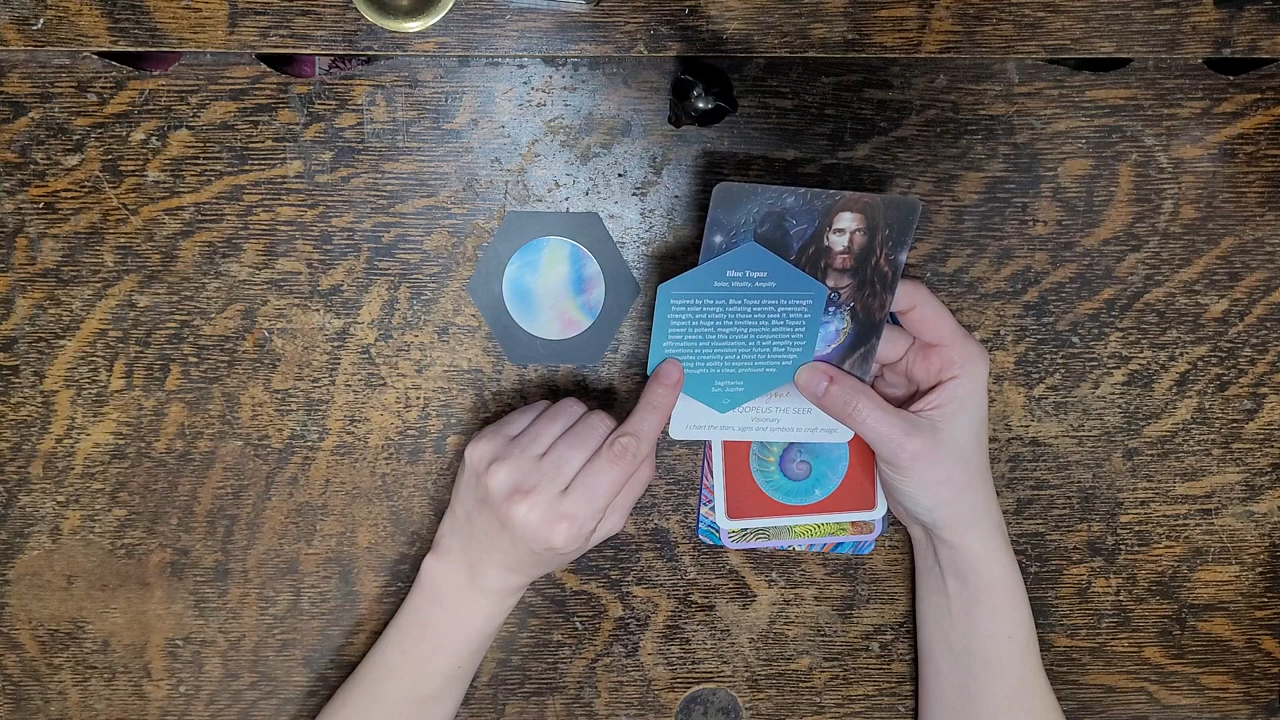 Blue Topaz
Solar, Vitality, Amplify
Inspired by the sun, Blue Topaz draws its strength
from solar energy, radiating warmth, generosity,
strength, and vitality to those who seek it. With an
impact as huge as the limitless sky, Blue Topaz's
power is potent, magnifying psychic abilities and
inner peace. Use this crystal in conjunction with
affirmations and visualization, as it will amplify your
intentions as you envision your future. Blue Topaz
creativity and a thirst for knowledge,
the ability to express emotions and
thoughts in a clear, profound way.
Sagittarius
Sun, Jupiter
OPEUS THE SEER
Visionary
I chart the stars, signs and symbols to craft magic